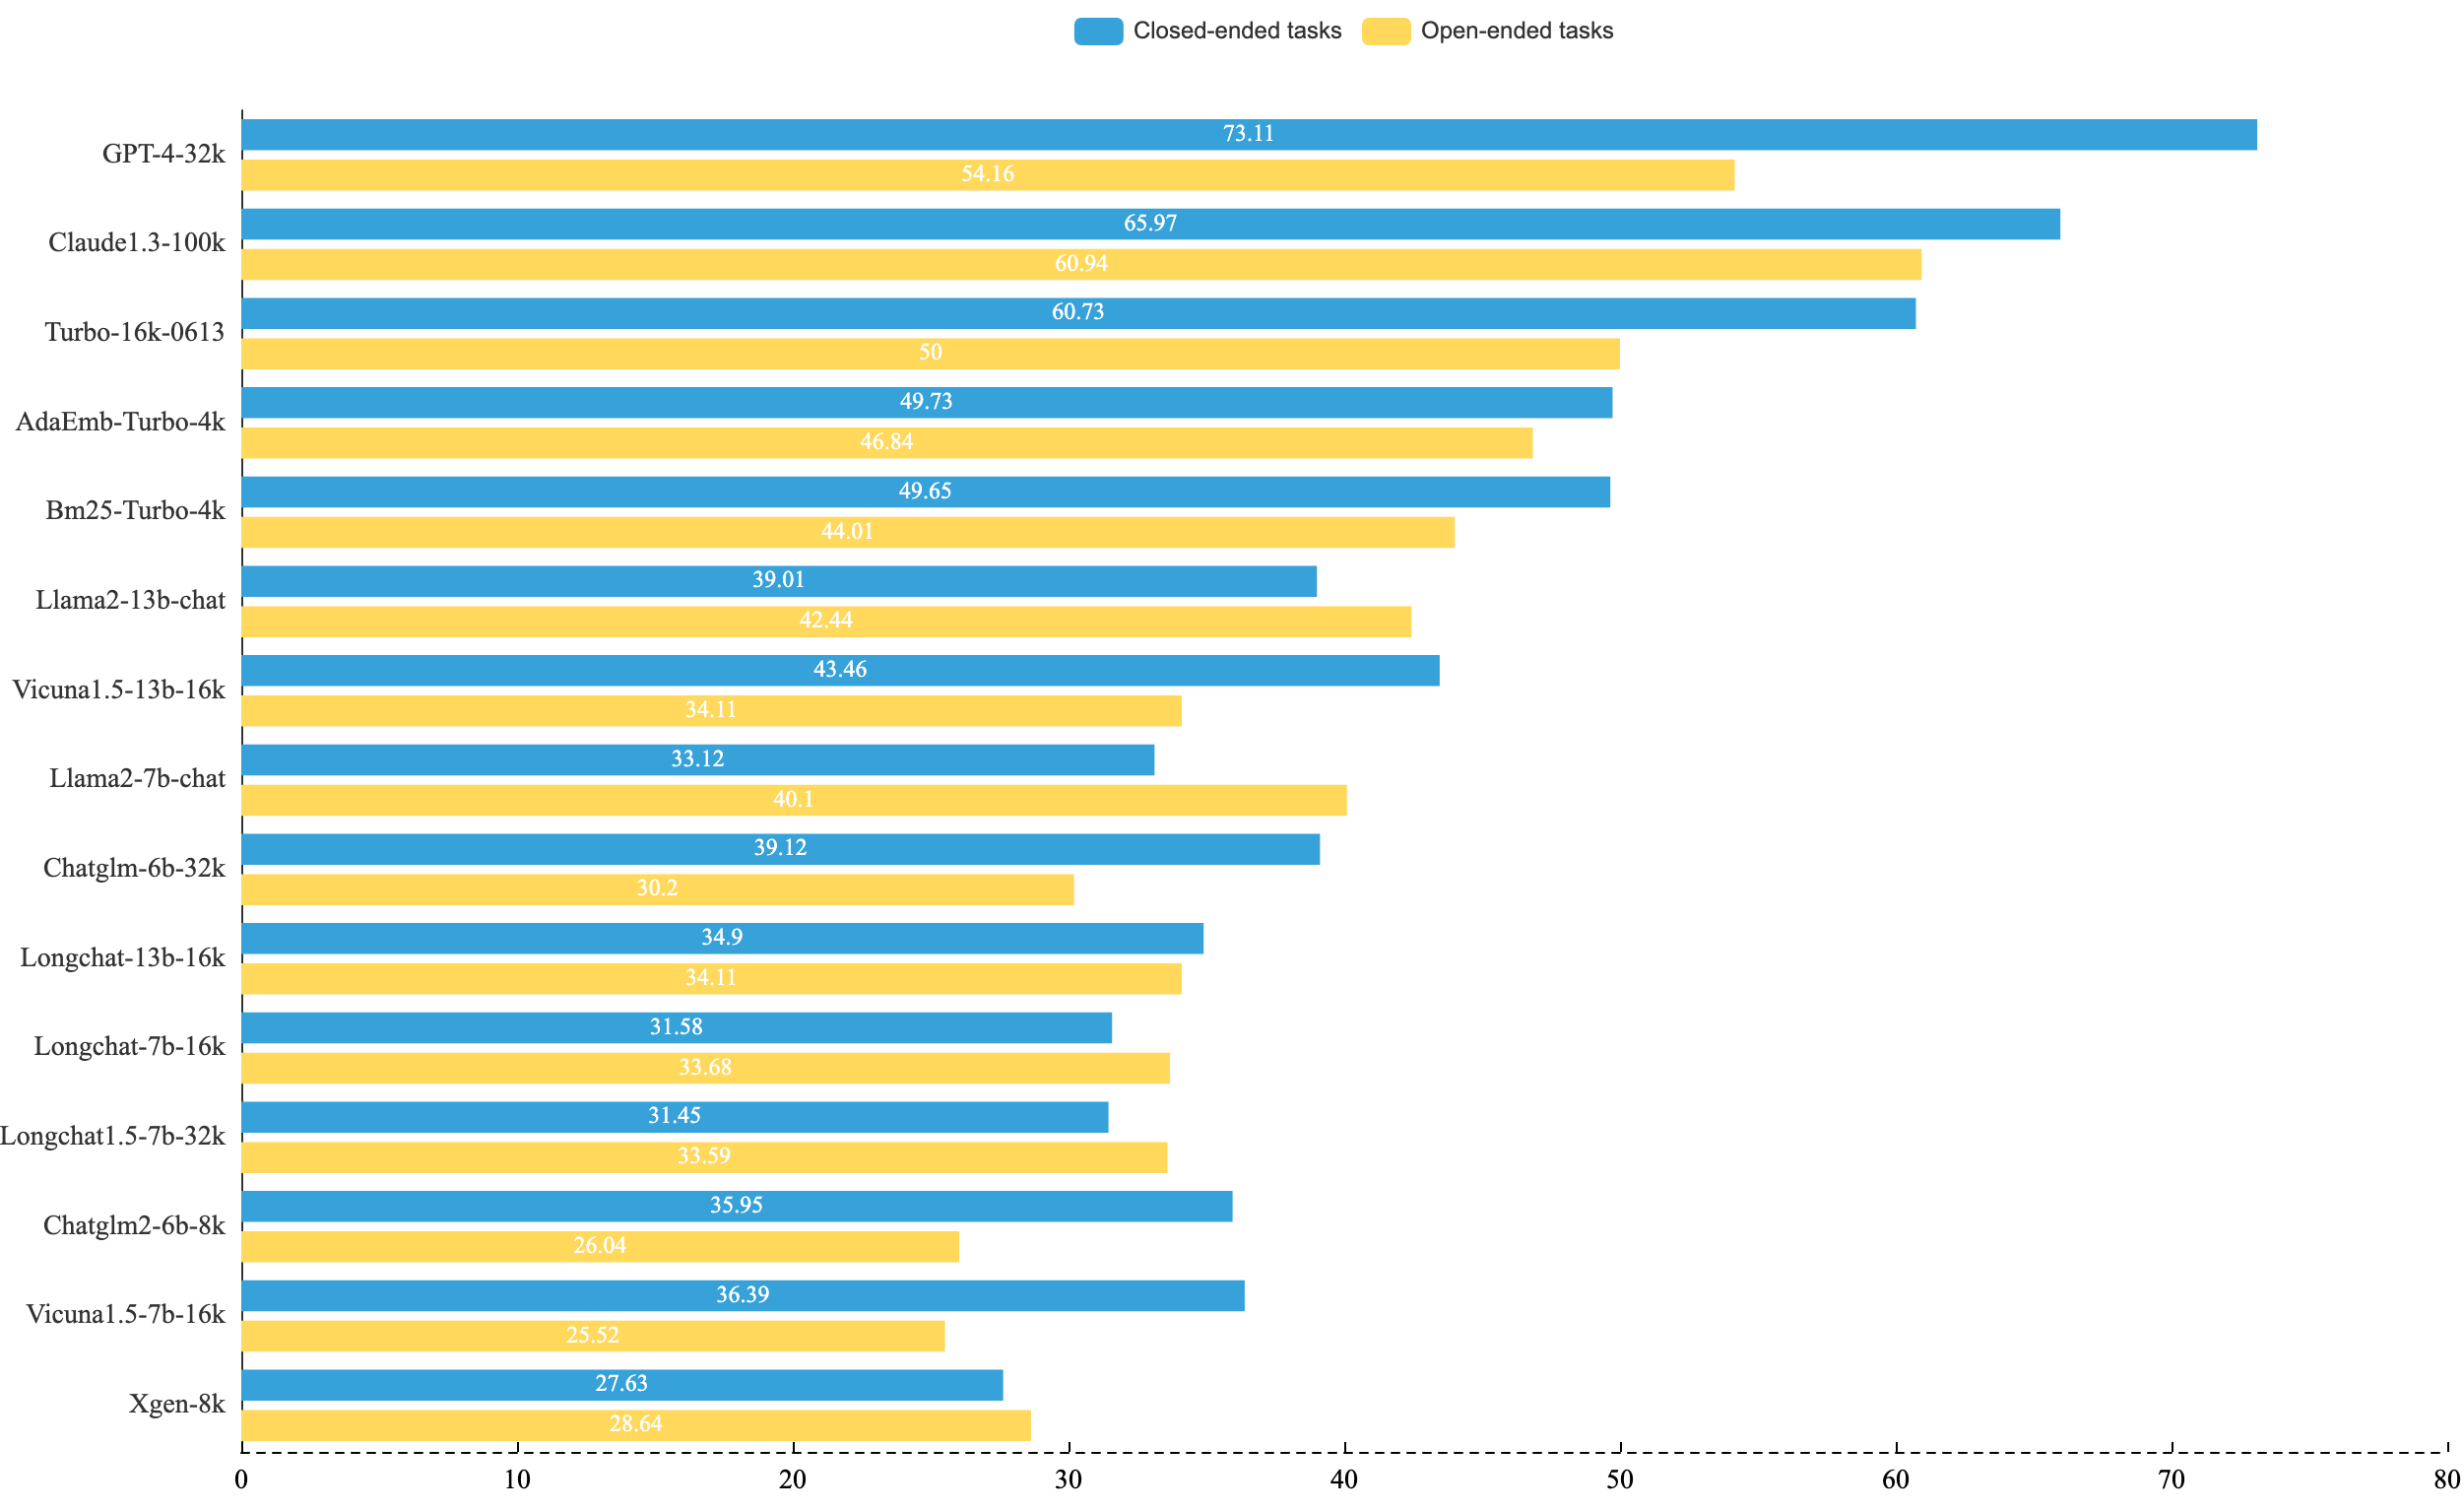 Closed-ended tasks Open-ended tasks
GPT-4-32k 73.11
54.16
Claude1.3-100k 65.97
60.94
Turbo-16k-0613 60.73
50
AdaEmb-Turbo-4k 49.73
46.84
Bm25-Turbo-4k 49.65
44.01
Llama2-13b-chat 39.01
42.44
Vicuna1.5-13b-16k 43.46
34.11
Llama2-7b-chat 33.12
40.1
Chatglm-6b-32k 39.12
30.2
Longchat-13b-16k 34.9
34.11
Longchat-7b-16k 31.58
33.68
Longchat1.5-7b-32k 31.45
33.59
Chatglm2-6b-8k 35.95
26.04
Vicuna1.5-7b-16k 36.39
25.52
Xgen-8k 27.63
28.64
0 10 20 30 40 50 60 70 80